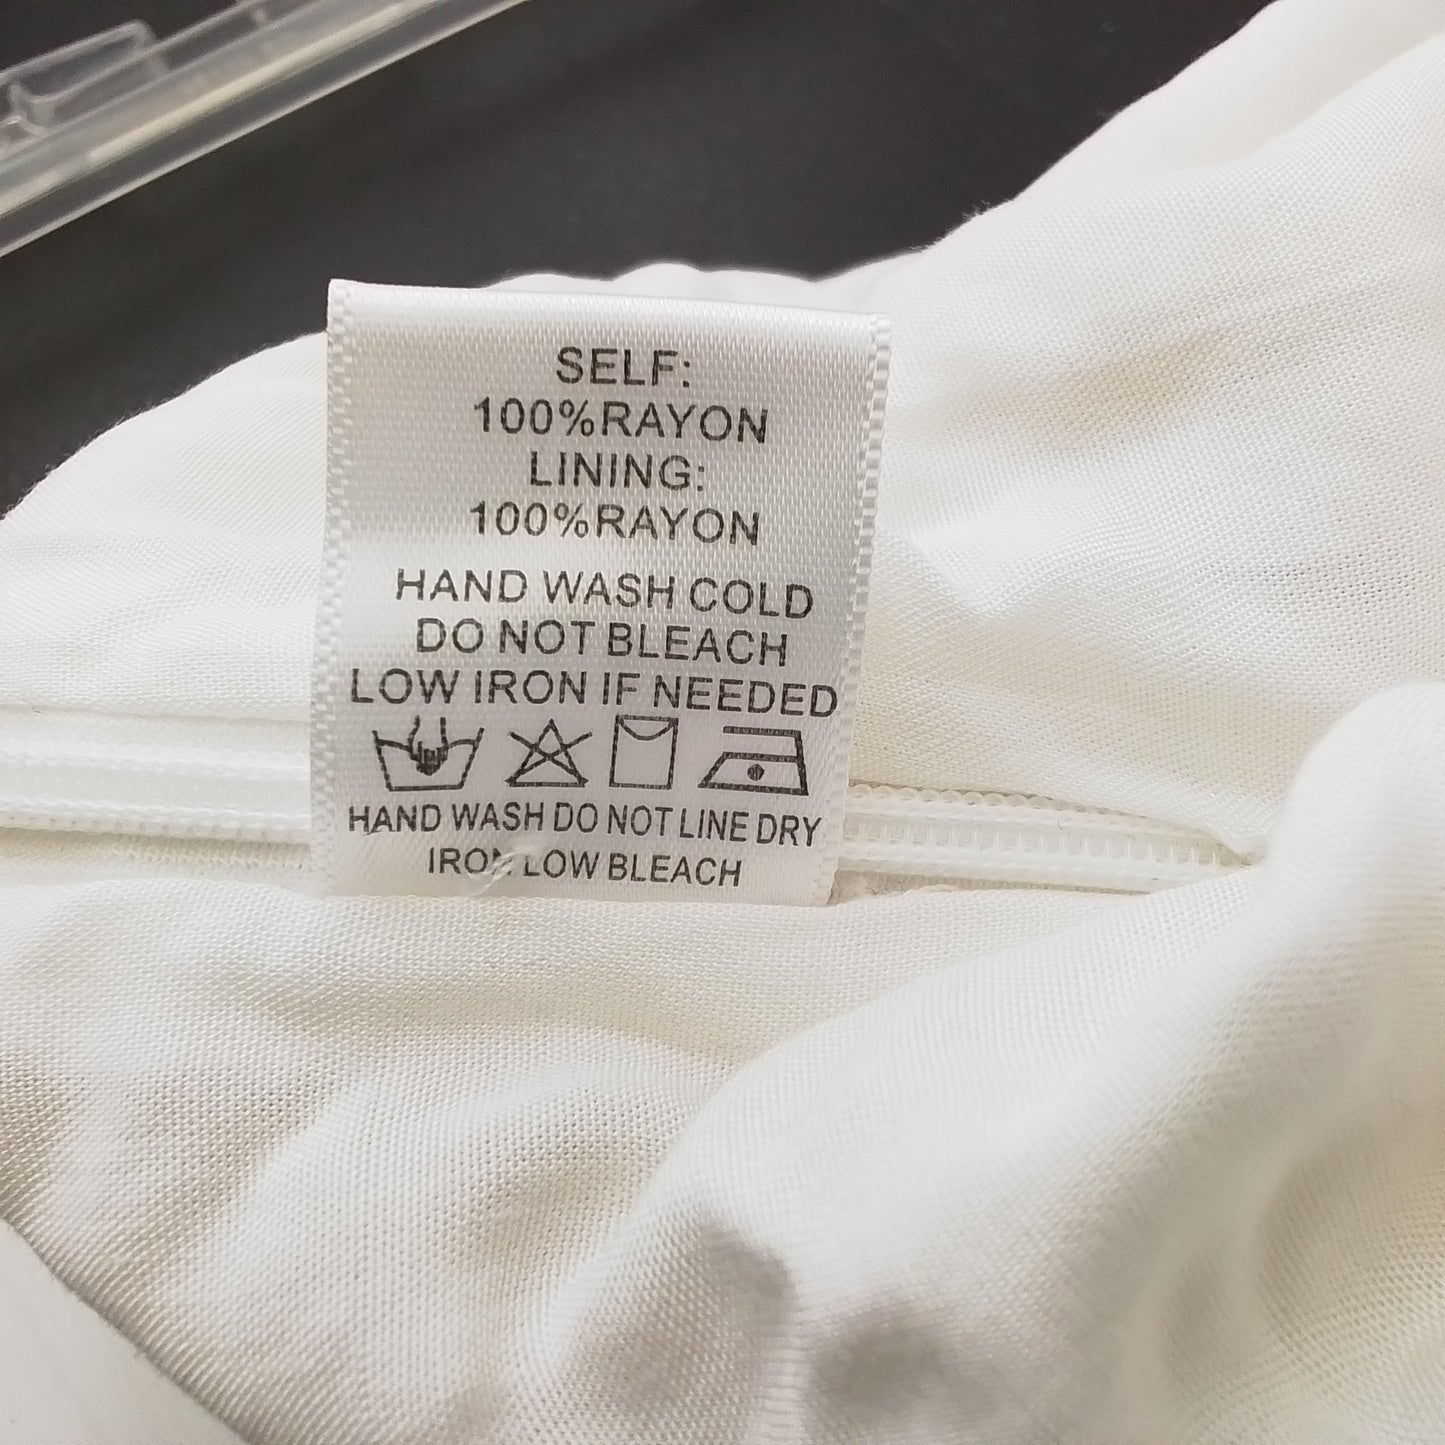 SELF:
100%RAYON
LINING:
100%RAYON
HAND WASH COLD
DO NOT BLEACH
LOW IRON IF NEEDED
HAND WASH DO NOT LINE DRY
IRON LOW BLEACH